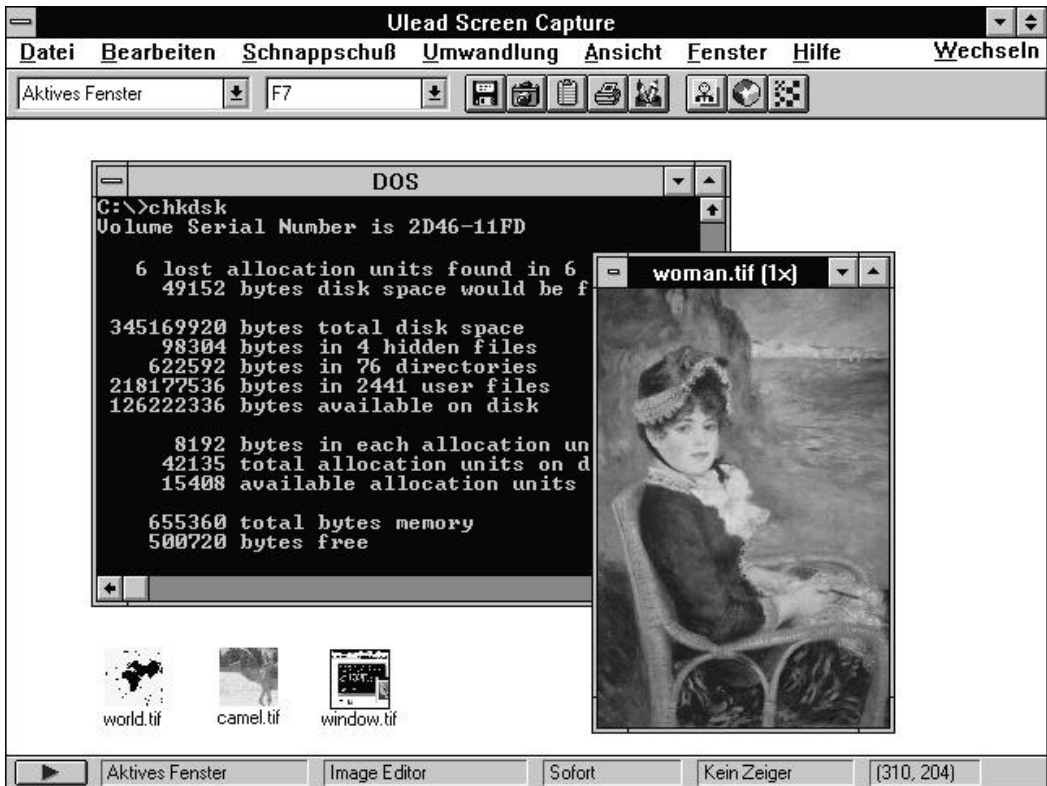 Ulead Screen Capture
Datei Bearbeiten Schnappschuß Umwandlung Ansicht Fenster Hilfe Wechseln
Aktives Fenster F7
DOS
C:\>chkdsk
Volume Serial Number is 2D46-11FD
6 lost allocation units found in 6
49152 bytes disk space would be f
345169920 bytes total disk space
98304 bytes in 4 hidden files
622592 bytes in 76 directories
218177536 bytes in 2441 user files
126222336 bytes available on disk
8192 bytes in each allocation un
42135 total allocation units on d
15408 available allocation units
655360 total bytes memory
500720 bytes free
woman.tif (1×)
world.tif camel.tif window.tif
Aktives Fenster Image Editor Sofort Kein Zeiger (310, 204)